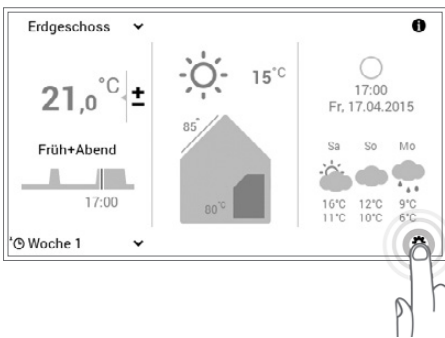 Erdgeschoss
21,0°C ±
Früh+Abend
17:00
Woche 1
15°C
85°
80°C
17:00
Fr, 17.04.2015
Sa So Mo
16°C 12°C 9°C
11°C 10°C 6°C